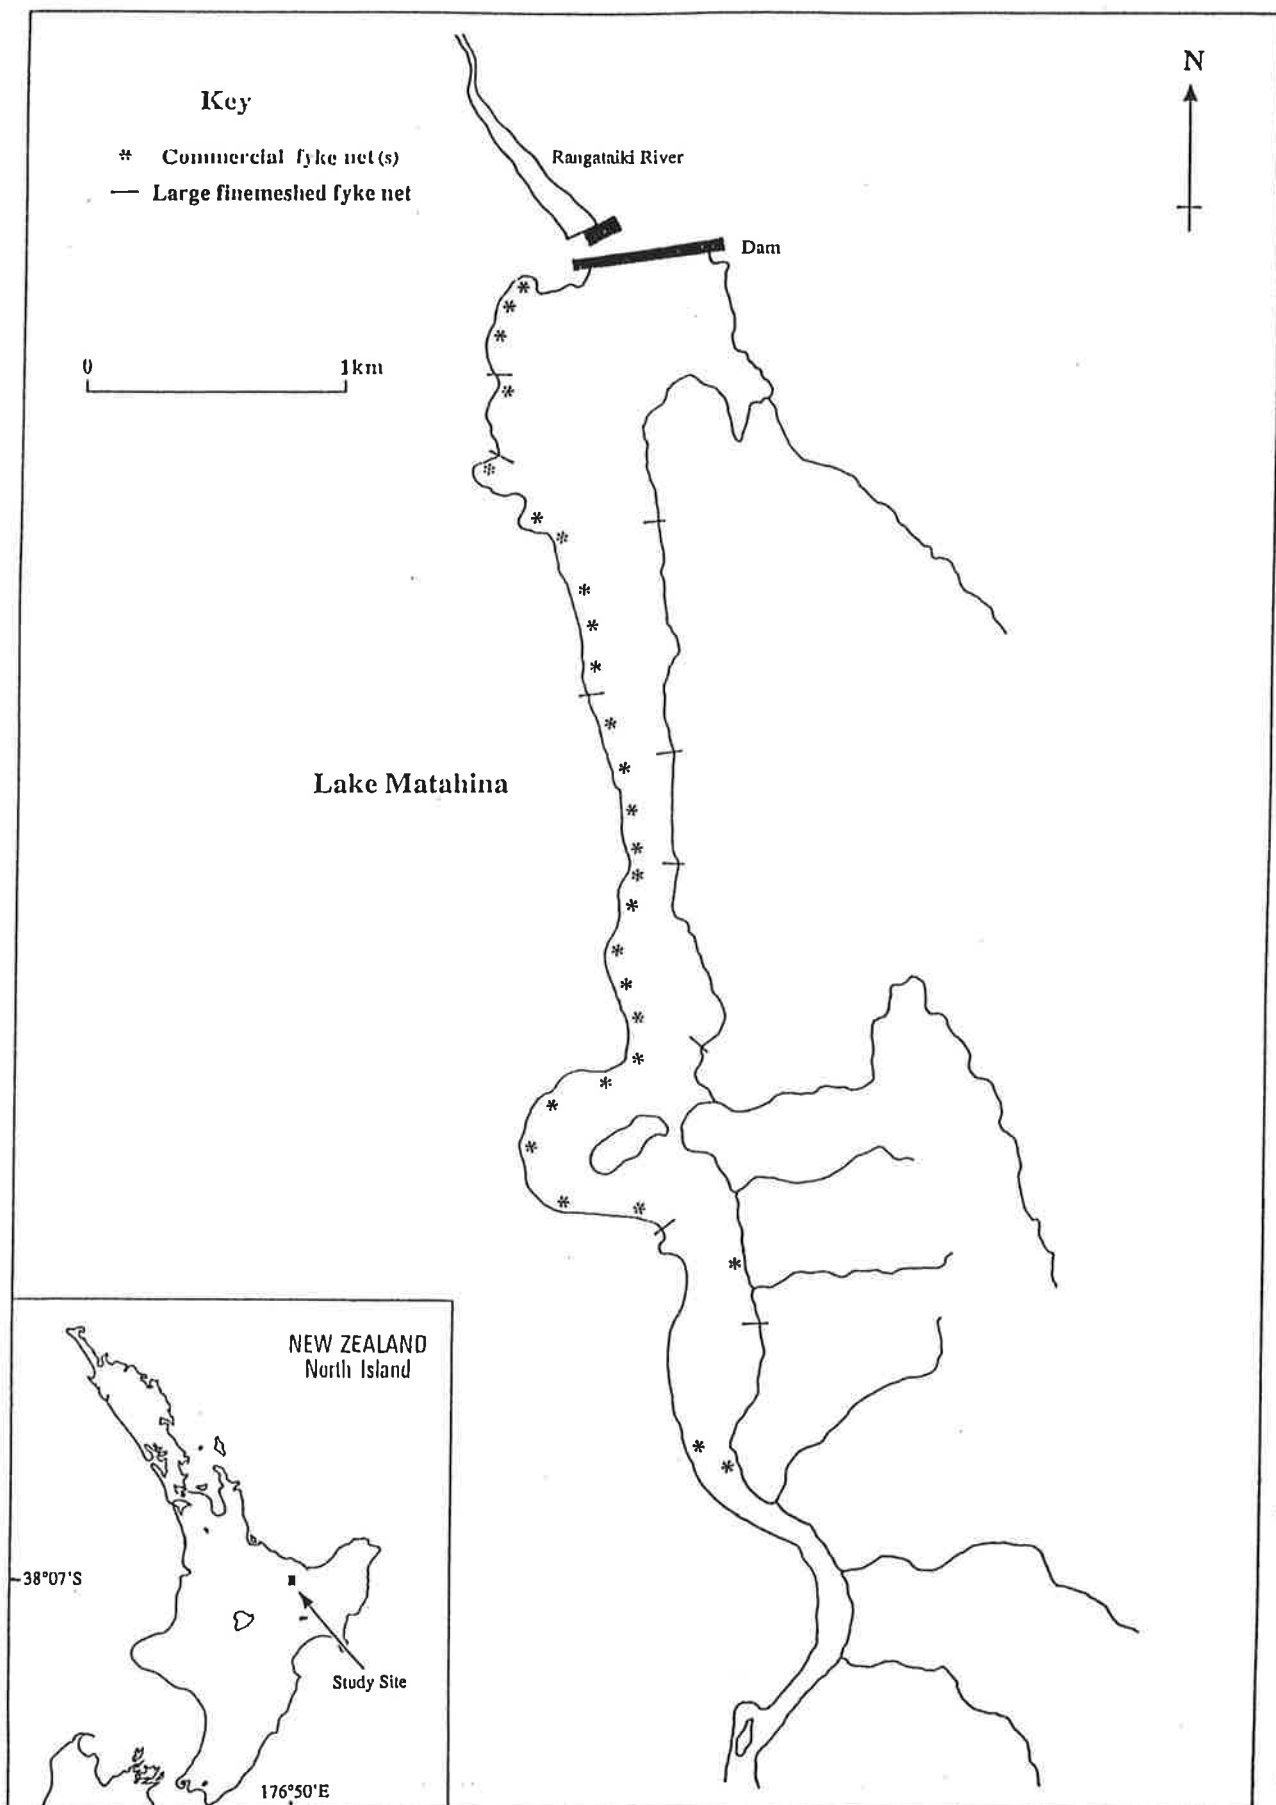 N
Key
* Commercial fyke net(s)
— Large finemeshed fyke net
Rangataiki River
Dam
0 1km
Lake Matahina
NEW ZEALAND
North Island
38°07'S
Study Site
176°50'E